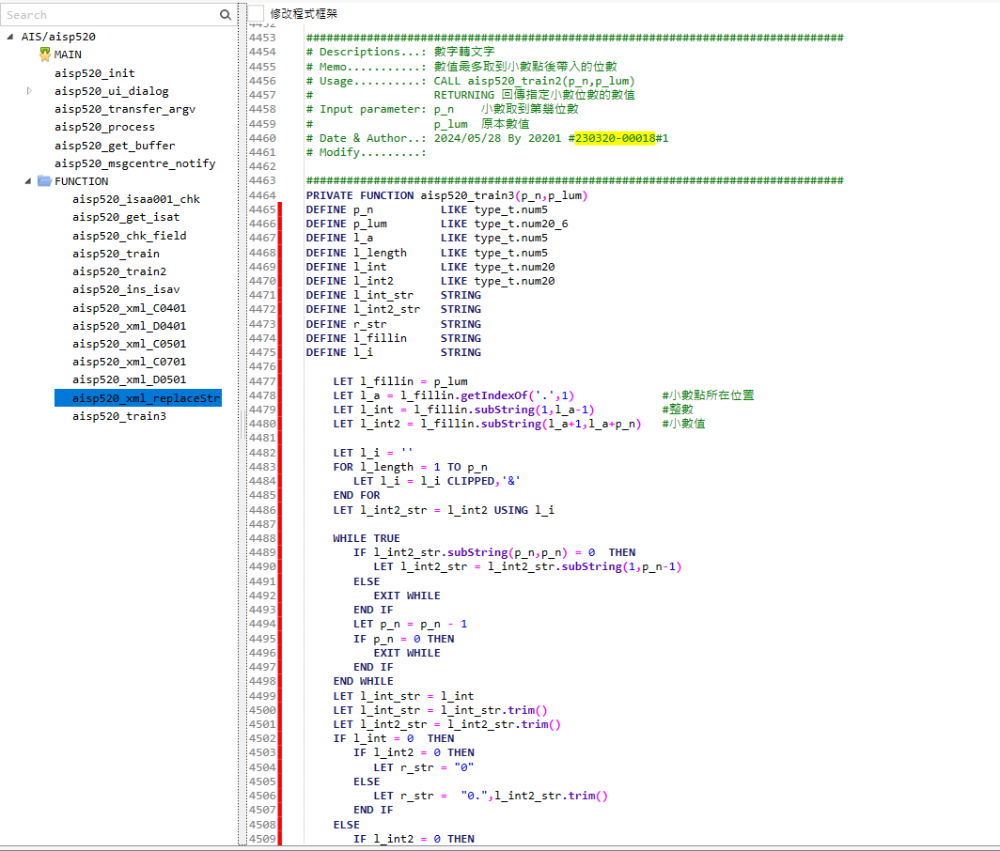 Search
AIS/aisp520
MAIN
aisp520_init
aisp520_ui_dialog
aisp520_transfer_argv
aisp520_process
aisp520_get_buffer
aisp520_msgcentre_notify
FUNCTION
aisp520_isaa001_chk
aisp520_get_isat
aisp520_chk_field
aisp520_train
aisp520_train2
aisp520_ins_isav
aisp520_xml_C0401
aisp520_xml_D0401
aisp520_xml_C0501
aisp520_xml_C0701
aisp520_xml_D0501
aisp520_xml_replaceStr
aisp520_train3
修改程式框架
4452
4453 ################################################################################
4454 # Descriptions...: 數字轉文字
4455 # Memo...........: 數值最多取到小數點後帶入的位數
4456 # Usage..........: CALL aisp520_train2(p_n,p_lum)
4457 #                  RETURNING 回傳指定小數位數的數值
4458 # Input parameter: p_n    小數取到第幾位數
4459 #                  p_lum  原本數值
4460 # Date & Author..: 2024/05/28 By 20201 #230320-00018#1
4461 # Modify.........:
4462
4463 ################################################################################
4464 PRIVATE FUNCTION aisp520_train3(p_n,p_lum)
4465 DEFINE p_n          LIKE type_t.num5
4466 DEFINE p_lum        LIKE type_t.num20_6
4467 DEFINE l_a          LIKE type_t.num5
4468 DEFINE l_length     LIKE type_t.num5
4469 DEFINE l_int        LIKE type_t.num20
4470 DEFINE l_int2       LIKE type_t.num20
4471 DEFINE l_int_str    STRING
4472 DEFINE l_int2_str   STRING
4473 DEFINE r_str        STRING
4474 DEFINE l_fillin     STRING
4475 DEFINE l_i          STRING
4476
4477     LET l_fillin = p_lum
4478     LET l_a = l_fillin.getIndexOf('.',1)             #小數點所在位置
4479     LET l_int = l_fillin.subString(1,l_a-1)          #整數
4480     LET l_int2 = l_fillin.subString(l_a+1,l_a+p_n)   #小數值
4481
4482     LET l_i = ''
4483     FOR l_length = 1 TO p_n
4484        LET l_i = l_i CLIPPED,'&'
4485     END FOR
4486     LET l_int2_str = l_int2 USING l_i
4487
4488     WHILE TRUE
4489        IF l_int2_str.subString(p_n,p_n) = 0  THEN
4490           LET l_int2_str = l_int2_str.subString(1,p_n-1)
4491        ELSE
4492           EXIT WHILE
4493        END IF
4494        LET p_n = p_n - 1
4495        IF p_n = 0 THEN
4496           EXIT WHILE
4497        END IF
4498     END WHILE
4499     LET l_int_str = l_int
4500     LET l_int_str = l_int_str.trim()
4501     LET l_int2_str = l_int2_str.trim()
4502     IF l_int = 0  THEN
4503        IF l_int2 = 0 THEN
4504           LET r_str = "0"
4505        ELSE
4506           LET r_str =  "0.",l_int2_str.trim()
4507        END IF
4508     ELSE
4509        IF l_int2 = 0 THEN